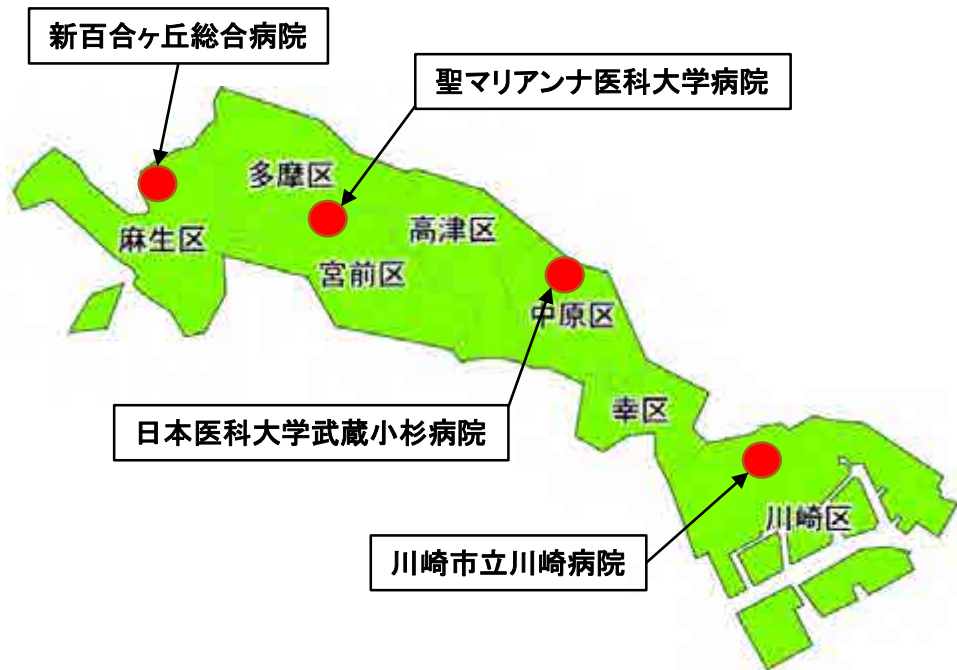 新百合ヶ丘総合病院
聖マリアンナ医科大学病院
多摩区
麻生区
高津区
宮前区
中原区
幸区
日本医科大学武蔵小杉病院
川崎区
川崎市立川崎病院